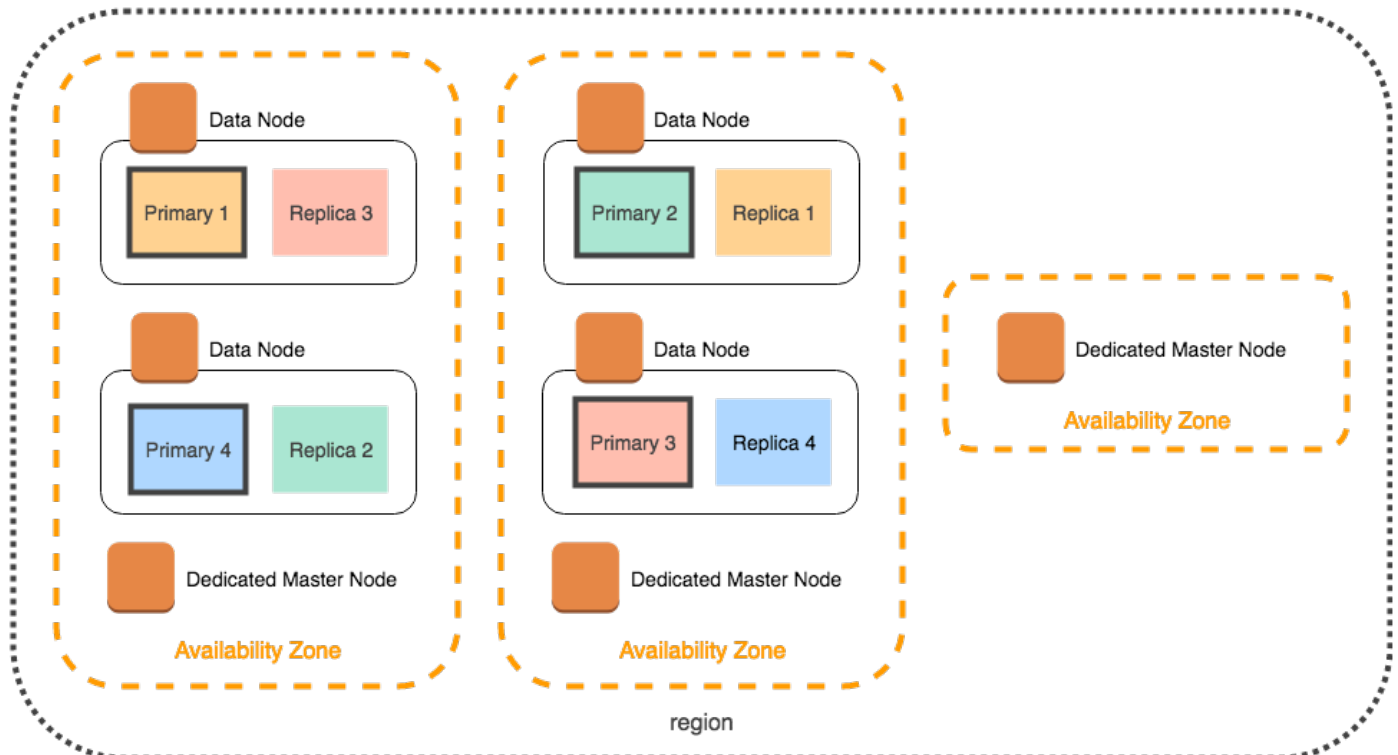 Data Node
Primary 1
Replica 3
Data Node
Primary 4
Replica 2
Dedicated Master Node
Availability Zone
Data Node
Primary 2
Replica 1
Data Node
Primary 3
Replica 4
Dedicated Master Node
Availability Zone
Dedicated Master Node
Availability Zone
region